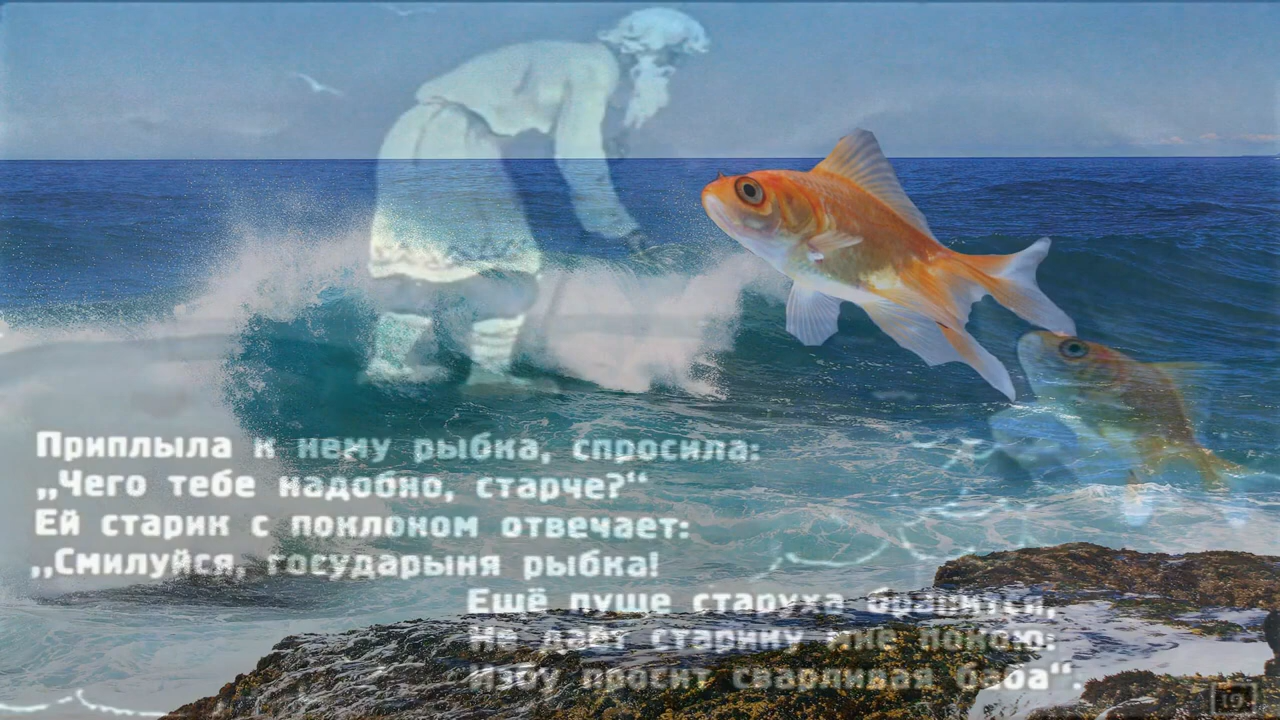 Приплыла к нему рыбка, спросила:
„Чего тебе надобно, старче?“
Ей старик с поклоном отвечает:
„Смилуйся, государыня рыбка!
Ещё пуще старуха бранится,
Не даёт старику мне покою:
Избу просит сварливая баба“.